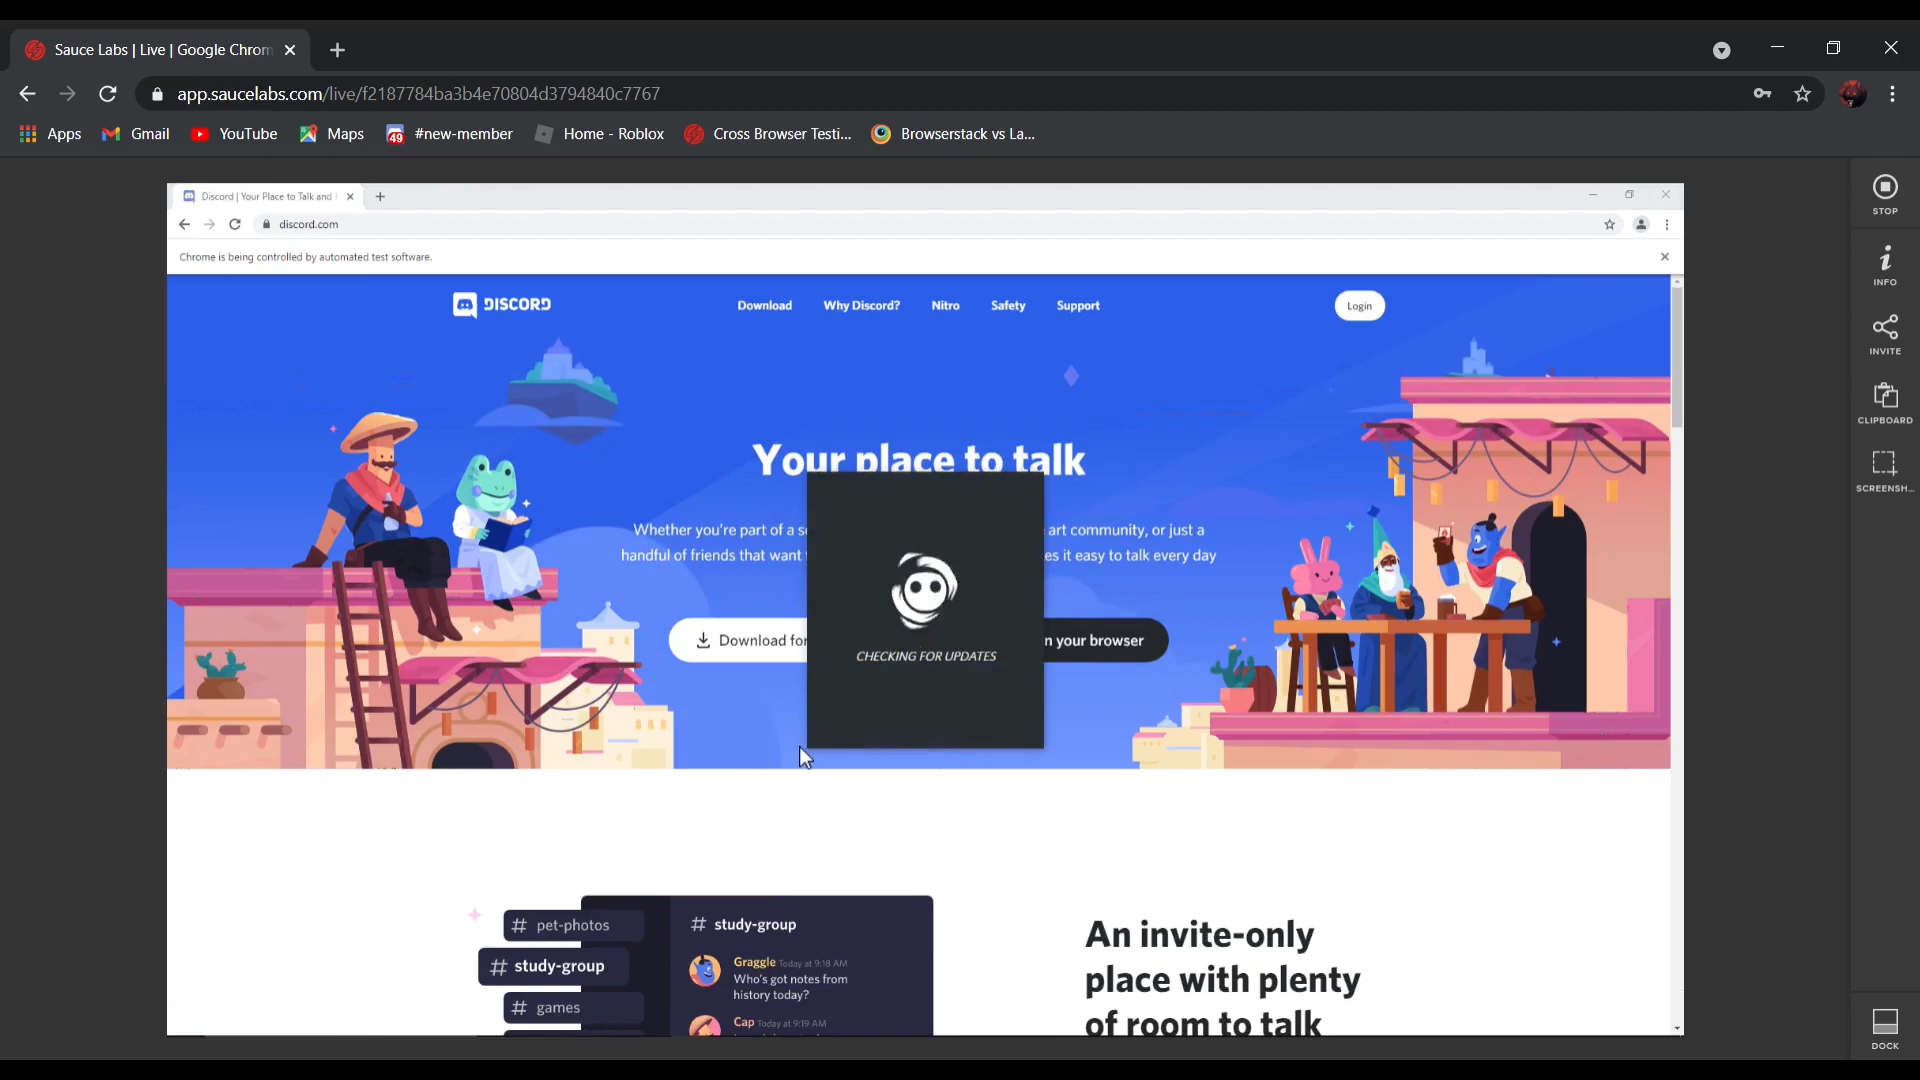 Sauce Labs | Live | Google Chrom
app.saucelabs.com/live/f2187784ba3b4e70804d3794840c7767
Apps
Gmail
YouTube
Maps
49
#new-member
Home - Roblox
Cross Browser Testi...
Browserstack vs La...
STOP
INFO
INVITE
CLIPBOARD
SCREENSH...
DOCK
Discord | Your Place to Talk and
discord.com
Chrome is being controlled by automated test software.
DISCORD
Download
Why Discord?
Nitro
Safety
Support
Login
Your place to talk
Whether you're part of a
art community, or just a
handful of friends that want
it easy to talk every day
Download for
your browser
CHECKING FOR UPDATES
# pet-photos
# study-group
# games
# study-group
Graggle Today at 9:18 AM
Who's got notes from
history today?
Cap Today at 9:19 AM
An invite-only
place with plenty
of room to talk